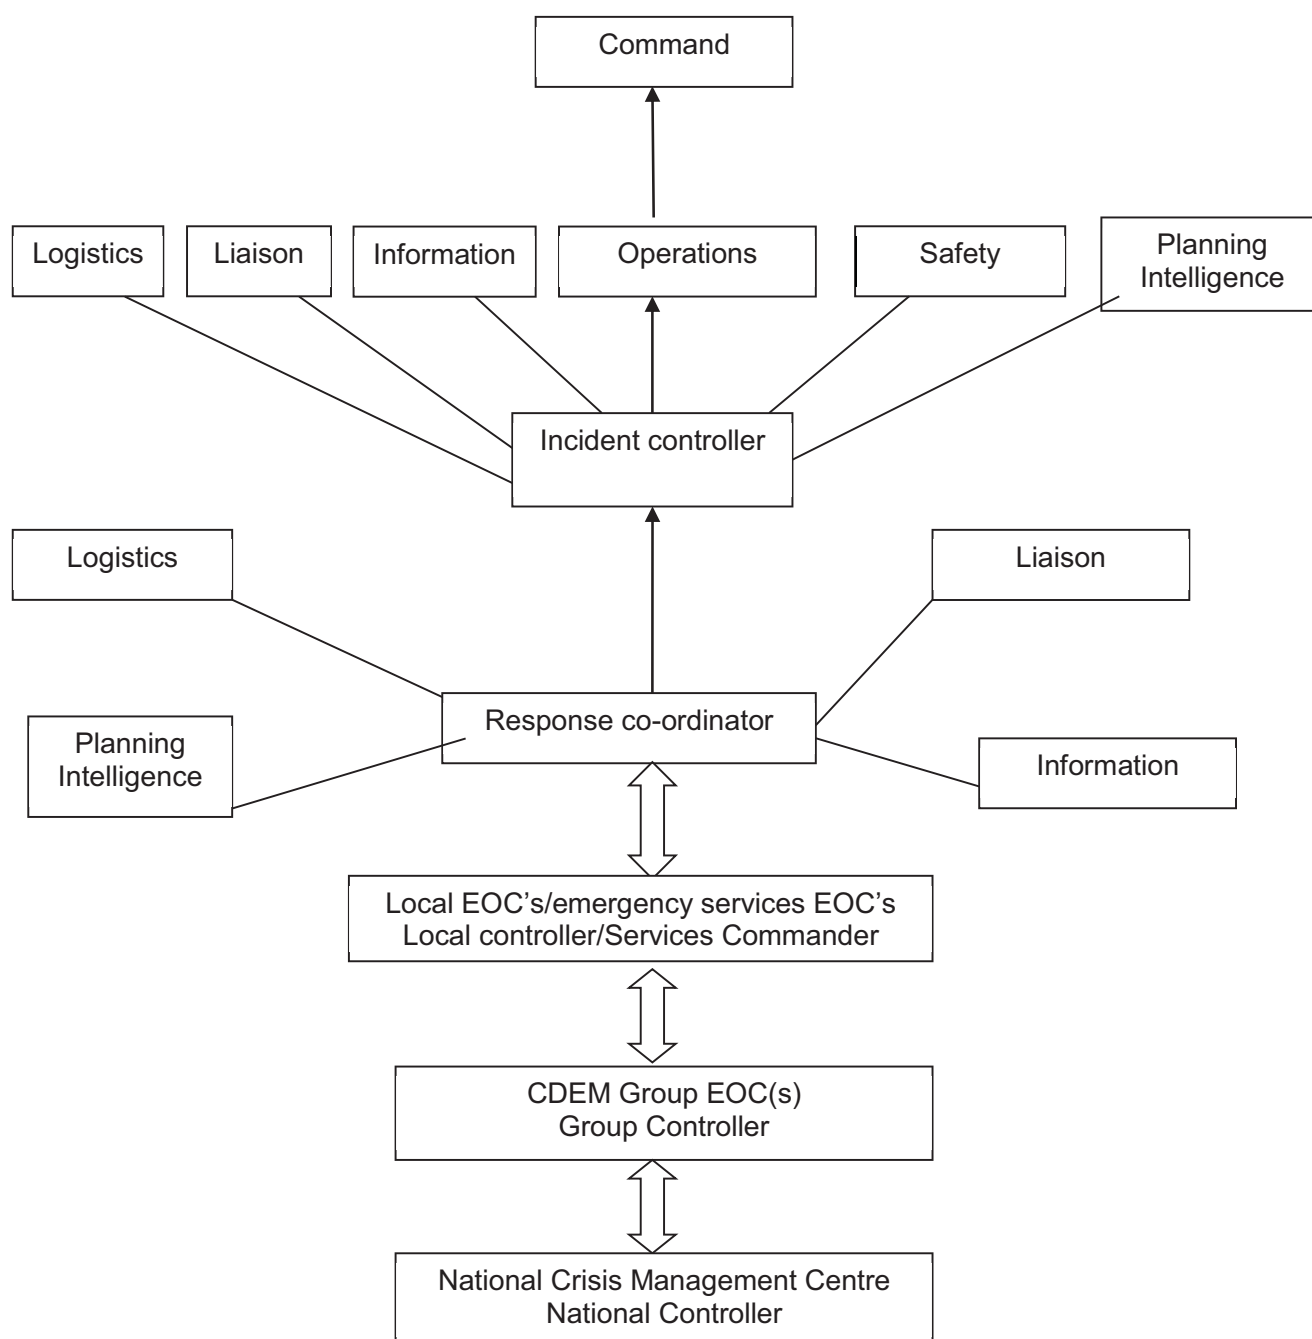 Command
Logistics
Liaison
Information
Operations
Safety
Planning
Intelligence
Incident controller
Logistics
Liaison
Response co-ordinator
Planning
Intelligence
Information
Local EOC’s/emergency services EOC’s
Local controller/Services Commander
CDEM Group EOC(s)
Group Controller
National Crisis Management Centre
National Controller